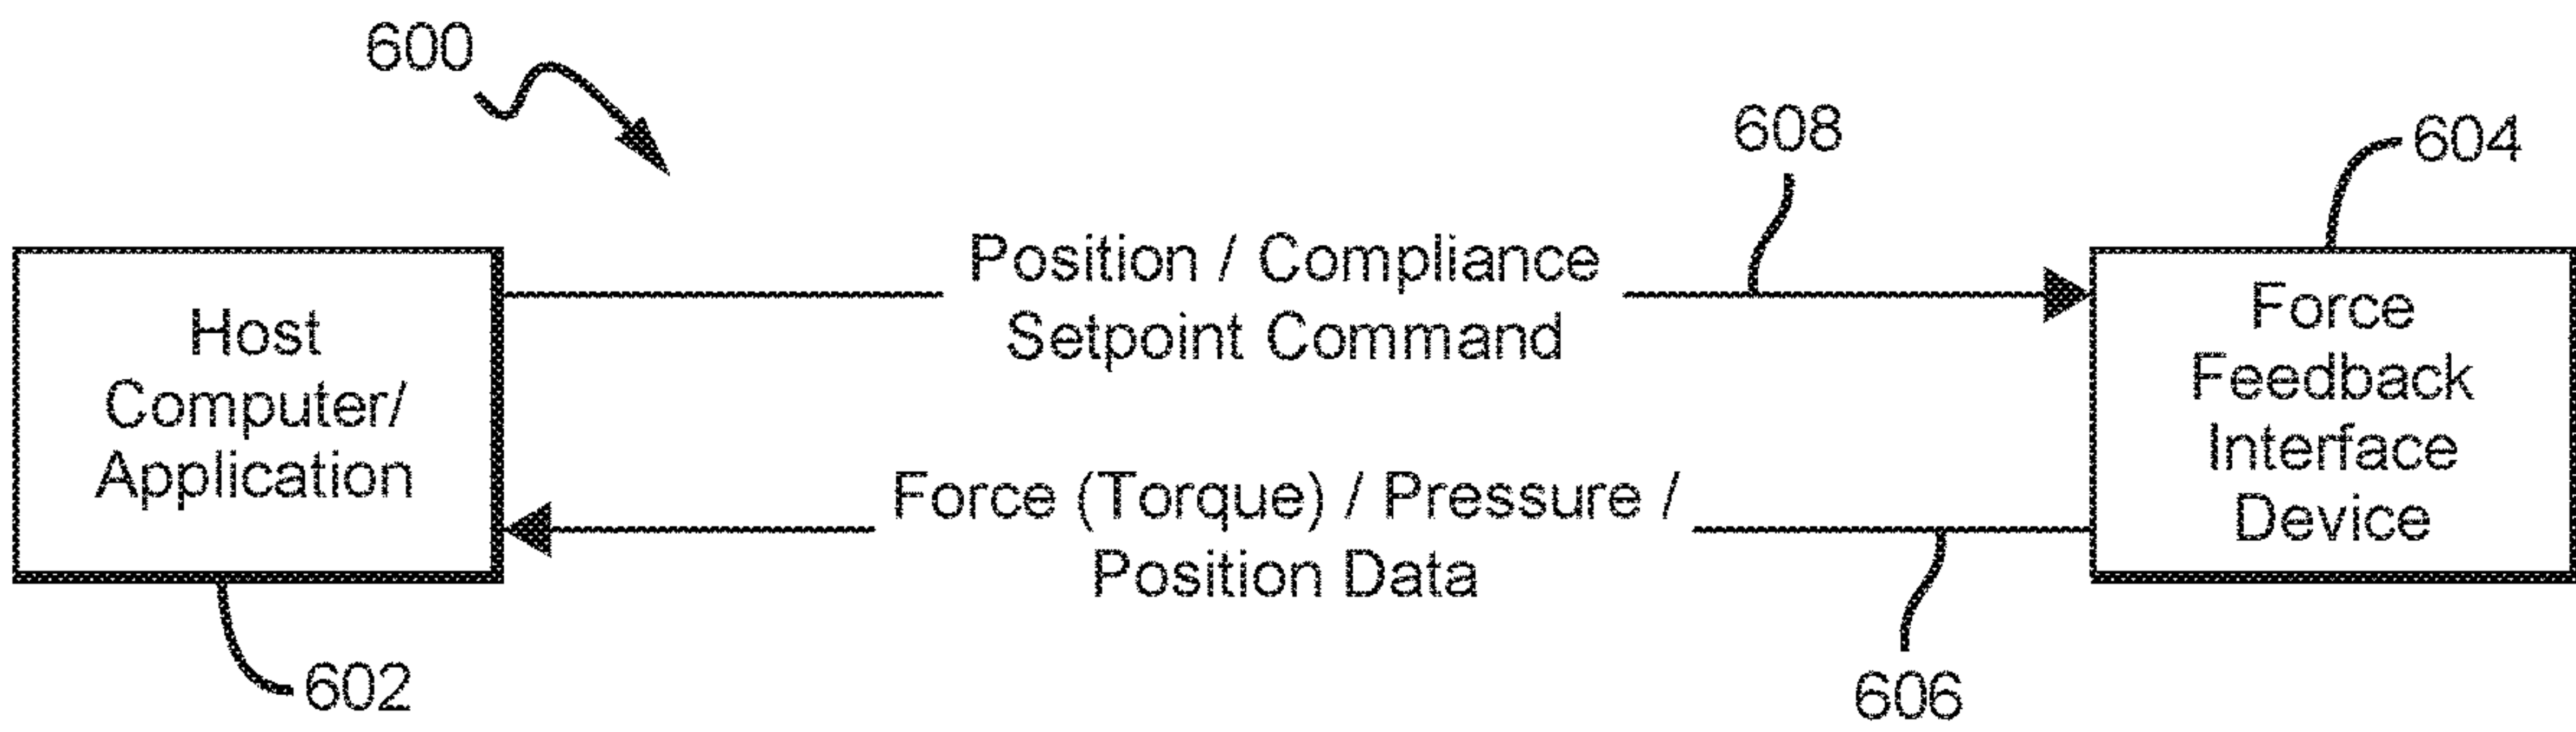 600
608
604
Position / Compliance
Setpoint Command
Host
Computer/
Application
Force
Feedback
Interface
Device
Force (Torque) / Pressure /
Position Data
602
606